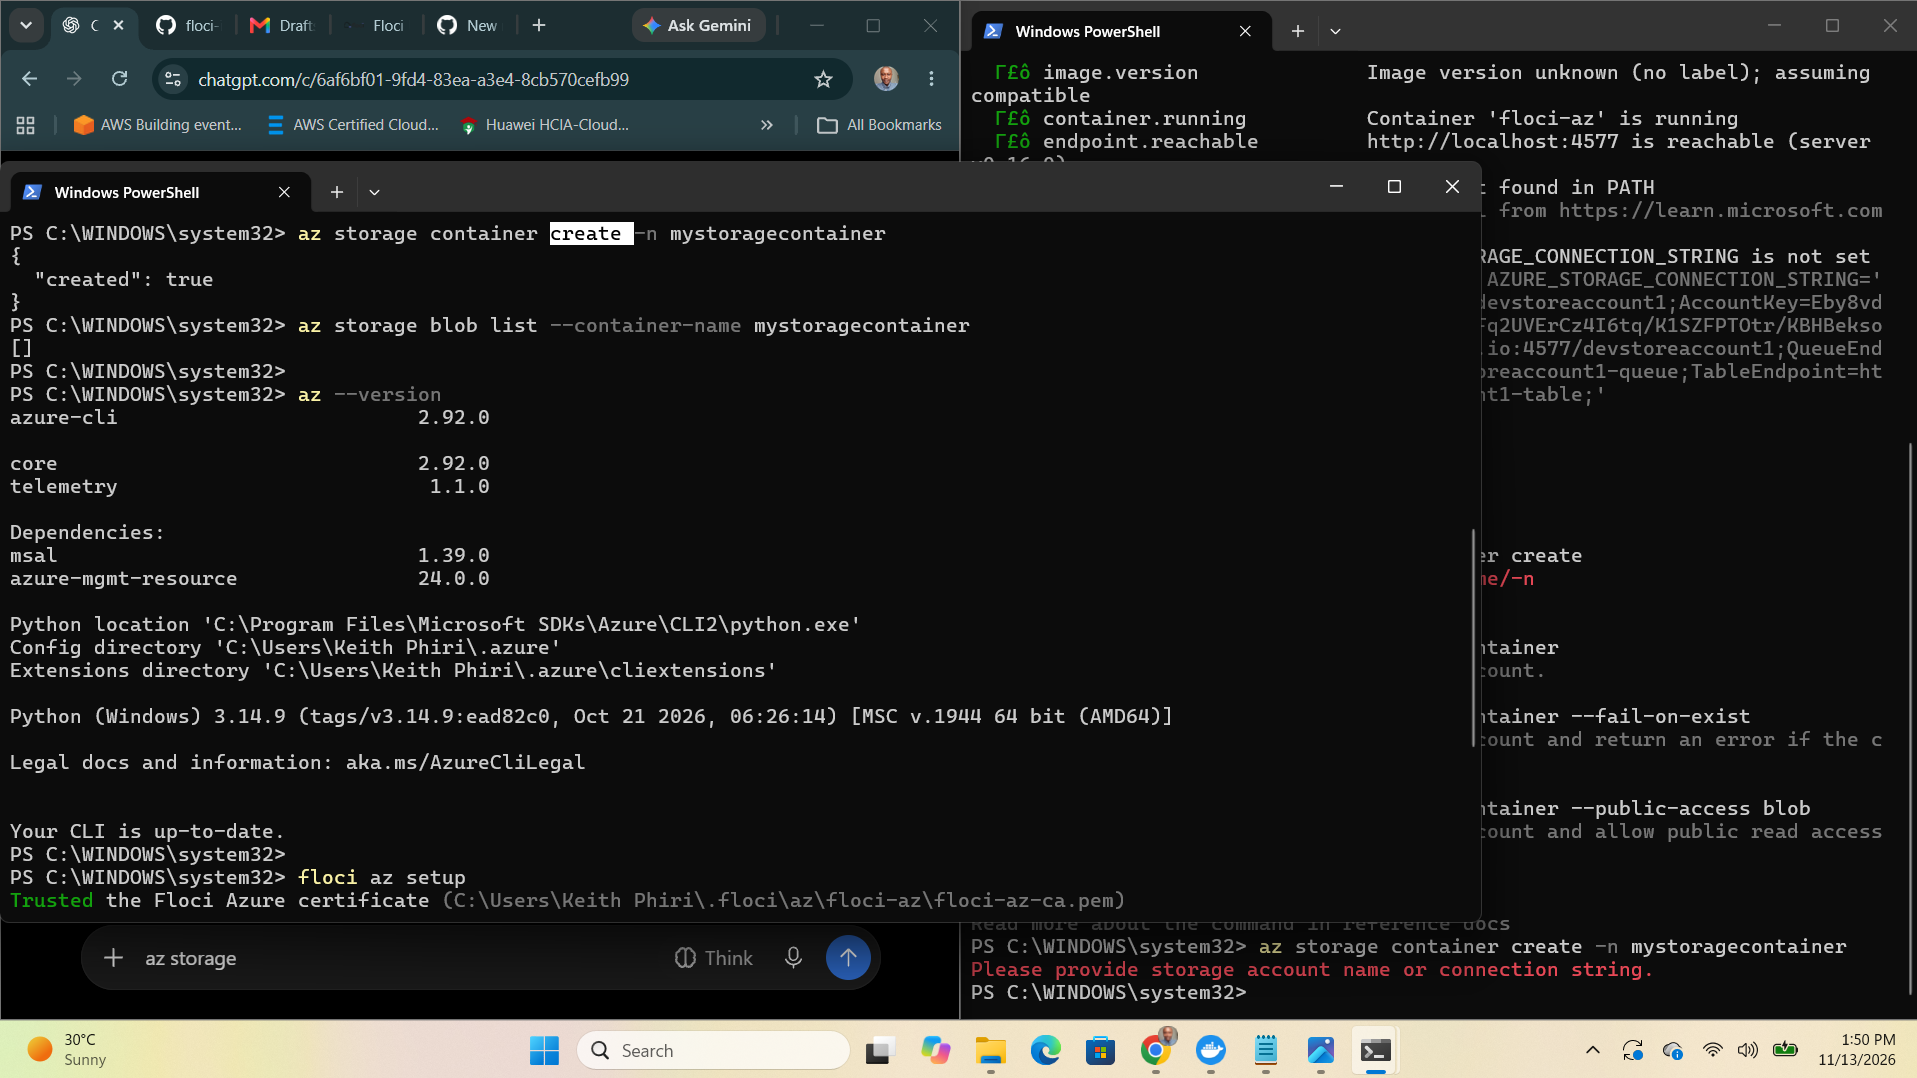 C
floci-
Draft
Floci
New
Ask Gemini
chatgpt.com/c/6af6bf01-9fd4-83ea-a3e4-8cb570cefb99
AWS Building event...
AWS Certified Cloud...
Huawei HCIA-Cloud...
»
All Bookmarks
Windows PowerShell
Γ£ô image.version Image version unknown (no label); assuming
compatible
Γ£ô container.running Container 'floci-az' is running
Γ£ô endpoint.reachable http://localhost:4577 is reachable (server
t found in PATH
l from https://learn.microsoft.com
RAGE_CONNECTION_STRING is not set
AZURE_STORAGE_CONNECTION_STRING='
devstoreaccount1;AccountKey=Eby8vd
Fq2UVErCz4I6tq/K1SZFPTOtr/KBHBekso
.io:4577/devstoreaccount1;QueueEnd
oreaccount1-queue;TableEndpoint=ht
nt1-table;'
er create
me/-n
ntainer
count.
ntainer --fail-on-exist
count and return an error if the c
ntainer --public-access blob
count and allow public read access
Read more about the command in reference docs
PS C:\WINDOWS\system32> az storage container create -n mystoragecontainer
Please provide storage account name or connection string.
PS C:\WINDOWS\system32>
Windows PowerShell
PS C:\WINDOWS\system32> az storage container create -n mystoragecontainer
{
"created": true
}
PS C:\WINDOWS\system32> az storage blob list --container-name mystoragecontainer
[]
PS C:\WINDOWS\system32>
PS C:\WINDOWS\system32> az --version
azure-cli 2.92.0
core 2.92.0
telemetry 1.1.0
Dependencies:
msal 1.39.0
azure-mgmt-resource 24.0.0
Python location 'C:\Program Files\Microsoft SDKs\Azure\CLI2\python.exe'
Config directory 'C:\Users\Keith Phiri\.azure'
Extensions directory 'C:\Users\Keith Phiri\.azure\cliextensions'
Python (Windows) 3.14.9 (tags/v3.14.9:ead82c0, Oct 21 2026, 06:26:14) [MSC v.1944 64 bit (AMD64)]
Legal docs and information: aka.ms/AzureCliLegal
Your CLI is up-to-date.
PS C:\WINDOWS\system32>
PS C:\WINDOWS\system32> floci az setup
Trusted the Floci Azure certificate (C:\Users\Keith Phiri\.floci\az\floci-az\floci-az-ca.pem)
az storage
Think
30°C
Sunny
Search
1:50 PM
11/13/2026